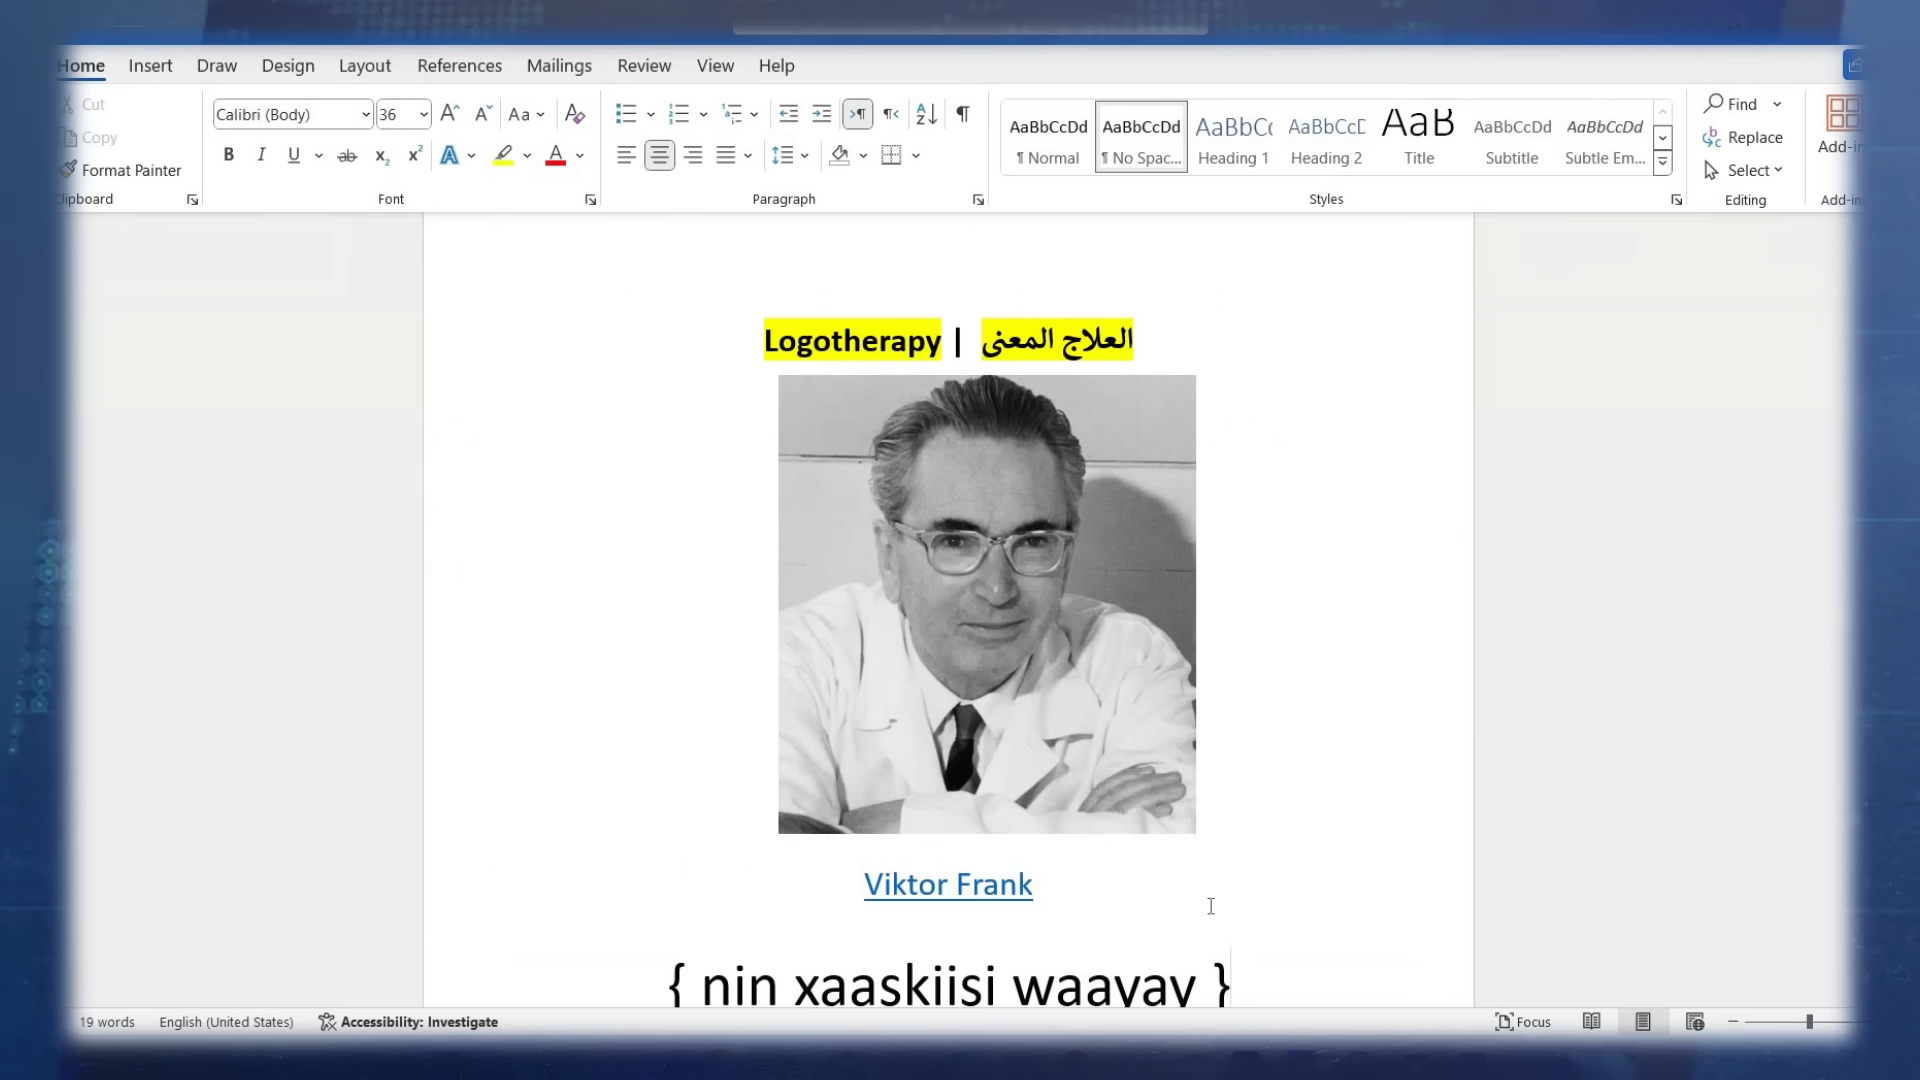 Home Insert Draw Design Layout References Mailings Review View Help
Cut
Copy
Format Painter
Clipboard
Calibri (Body) 36
Font
Paragraph
AaBbCcDd AaBbCcDd AaBbC AaBbCcD AaB AaBbCcDd AaBbCcDd
¶ Normal ¶ No Spac... Heading 1 Heading 2 Title Subtitle Subtle Em...
Styles
Find
Replace
Select
Editing
Logotherapy | العلاج المعنى
Viktor Frank
{ nin xaaskiisi waayay }
19 words English (United States) Accessibility: Investigate
Focus